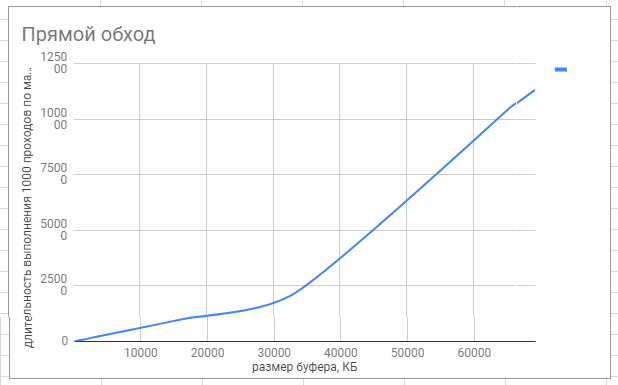 Прямой обход
длительность выполнения 1000 проходов по ма…
1250
00
1000
00
7500
0
5000
0
2500
0
0
10000 20000 30000 40000 50000 60000
размер буфера, КБ